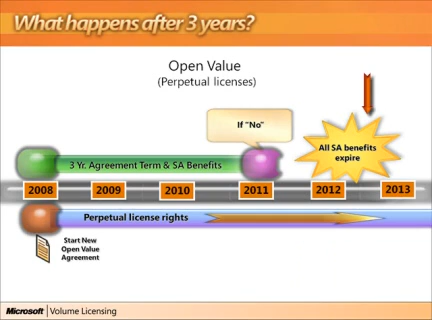 What happens after 3 years?
Open Value
(Perpetual licenses)
If "No"
All SA benefits
expire
3 Yr. Agreement Term & SA Benefits
2008 2009 2010 2011 2012 2013
Perpetual license rights
Start New
Open Value
Agreement
Microsoft Volume Licensing